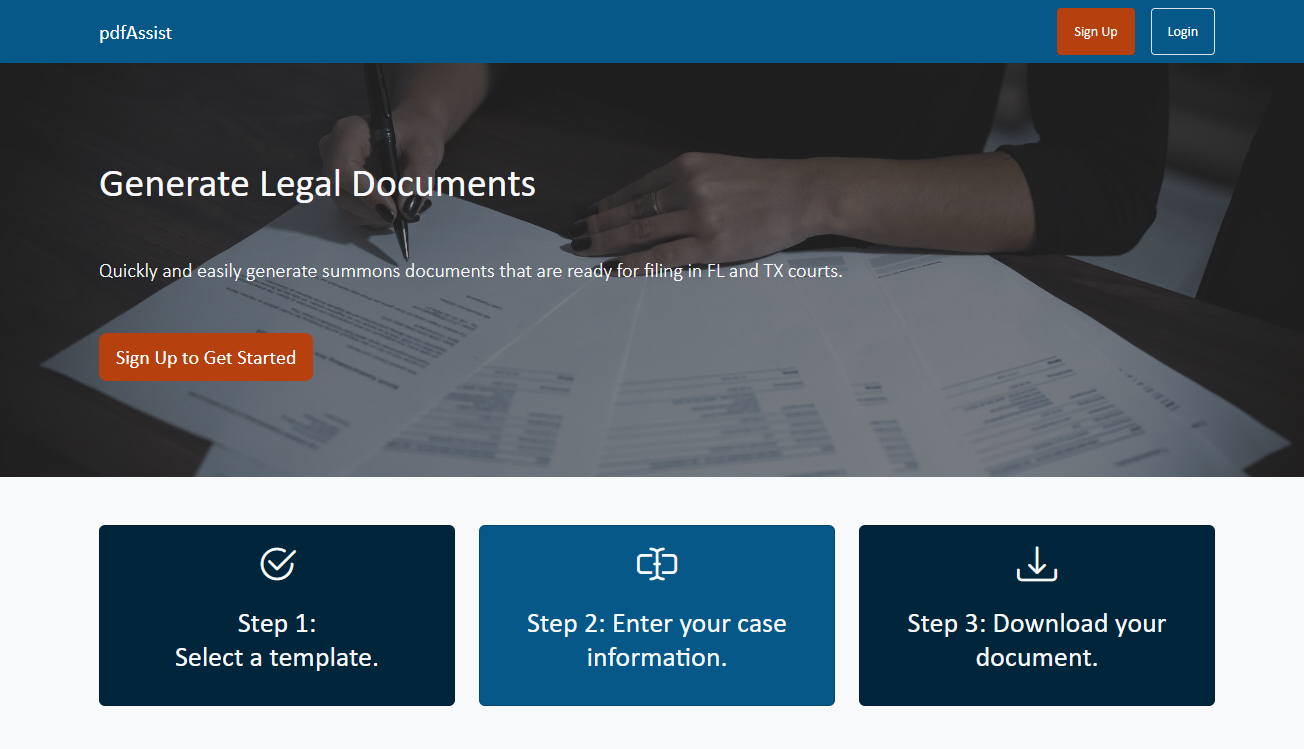 pdfAssist
Sign Up
Login
Generate Legal Documents
Quickly and easily generate summons documents that are ready for filing in FL and TX courts.
Sign Up to Get Started
Step 1:
Select a template.
Step 2: Enter your case
information.
Step 3: Download your
document.